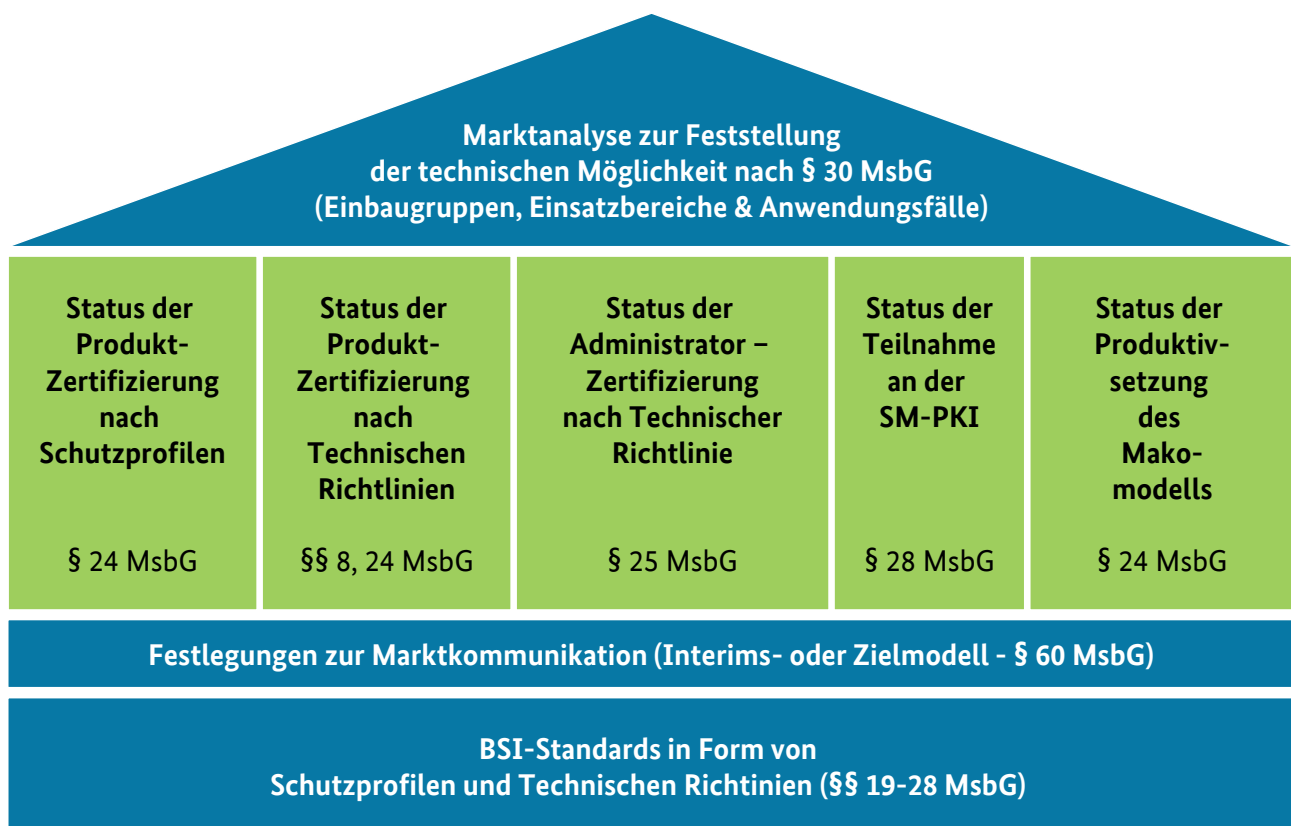 Marktanalyse zur Feststellung
der technischen Möglichkeit nach § 30 MsbG
(Einbaugruppen, Einsatzbereiche & Anwendungsfälle)
Status der
Produkt-
Zertifizierung
nach
Schutzprofilen
§ 24 MsbG
Status der
Produkt-
Zertifizierung
nach
Technischen
Richtlinien
§§ 8, 24 MsbG
Status der
Administrator –
Zertifizierung
nach Technischer
Richtlinie
§ 25 MsbG
Status der
Teilnahme
an der
SM-PKI
§ 28 MsbG
Status der
Produktiv-
setzung
des
Mako-
modells
§ 24 MsbG
Festlegungen zur Marktkommunikation (Interims- oder Zielmodell - § 60 MsbG)
BSI-Standards in Form von
Schutzprofilen und Technischen Richtinien (§§ 19-28 MsbG)